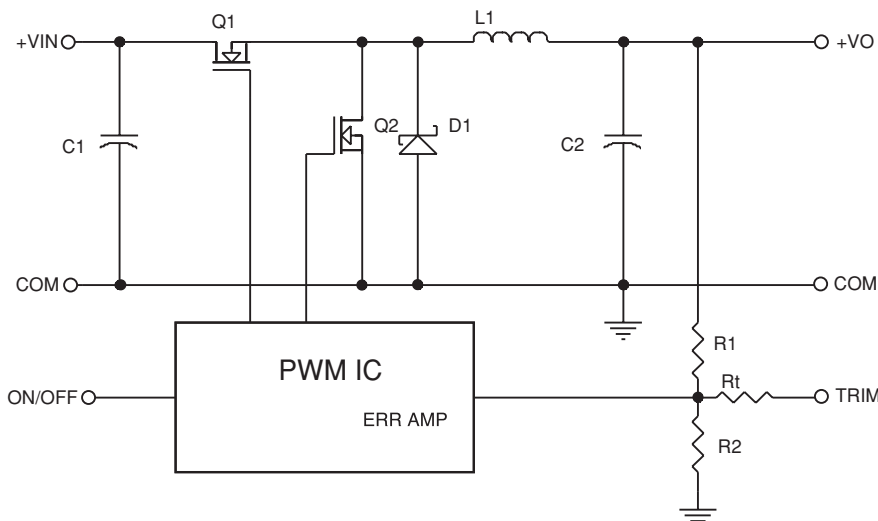 Q1
L1
+VIN
+VO
C1
Q2
D1
C2
COM
COM
R1
PWM IC
Rt
ON/OFF
TRIM
ERR AMP
R2